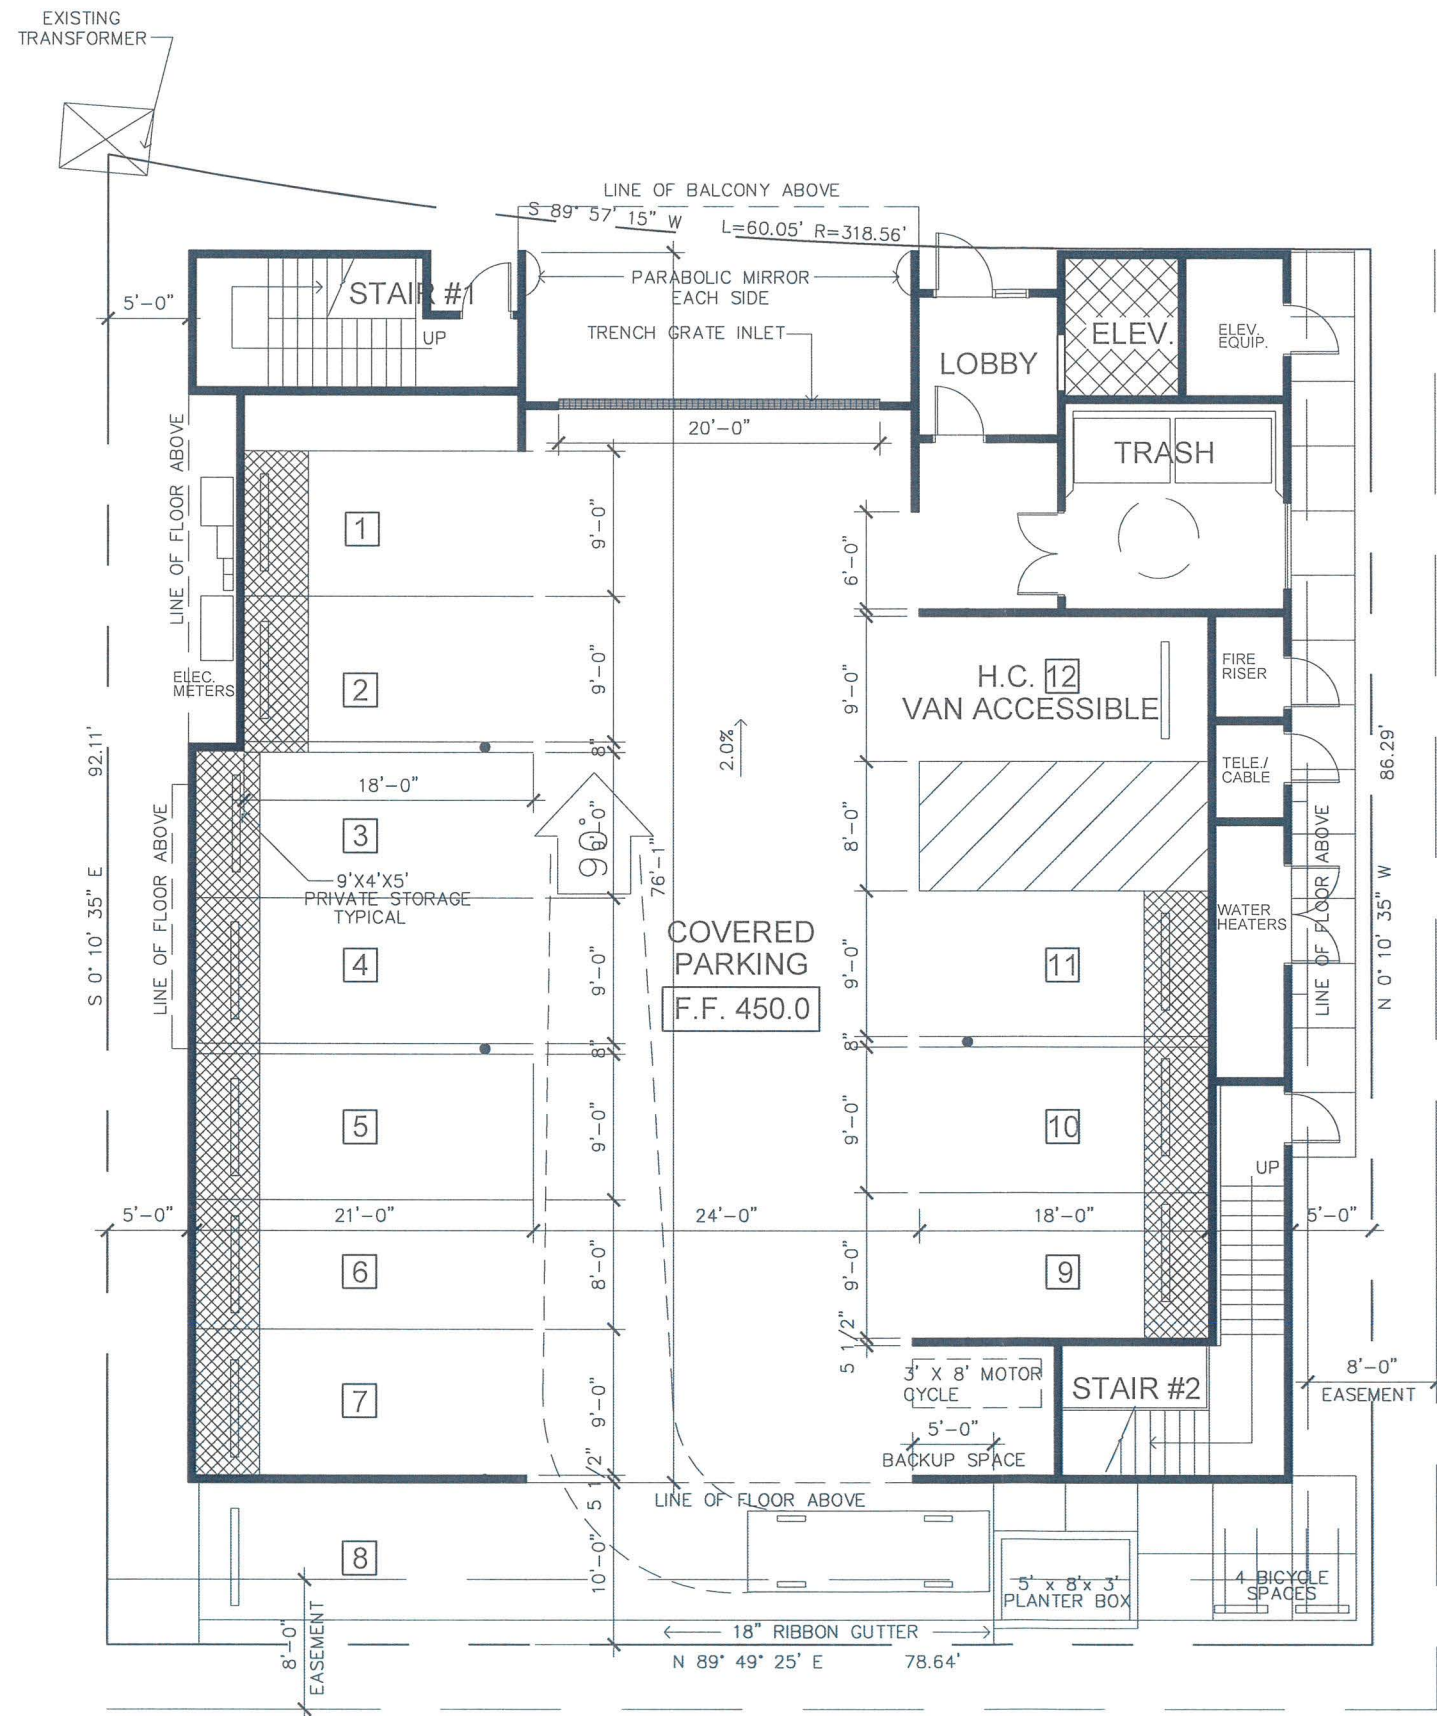 EXISTING
TRANSFORMER
LINE OF BALCONY ABOVE
S 89° 57' 15" W
L=60.05' R=318.56'
PARABOLIC MIRROR
EACH SIDE
STAIR #1
UP
5'-0"
TRENCH GRATE INLET
20'-0"
LOBBY
ELEV.
ELEV.
EQUIP.
TRASH
LINE OF FLOOR ABOVE
1
9'-0"
6'-0"
2
9'-0"
ELEC.
METERS
H.C. 12
VAN ACCESSIBLE
9'-0"
FIRE
RISER
8"
2.0%
TELE./
CABLE
92.11'
86.29'
18'-0"
3
9'-0"
90°
76'-1"
8'-0"
9'X4'X5'
PRIVATE STORAGE
TYPICAL
LINE OF FLOOR ABOVE
LINE OF FLOOR ABOVE
S 0° 10' 35" E
N 0° 10' 35" W
WATER
HEATERS
COVERED
PARKING
F.F. 450.0
4
9'-0"
9'-0"
11
8"
8"
5
9'-0"
9'-0"
10
UP
5'-0"
21'-0"
24'-0"
18'-0"
5'-0"
6
8'-0"
9'-0"
9
5 1/2"
7
9'-0"
3' X 8' MOTOR
CYCLE
STAIR #2
8'-0"
EASEMENT
5'-0"
BACKUP SPACE
5 1/2"
LINE OF FLOOR ABOVE
8
10'-0"
5' x 8'x 3'
PLANTER BOX
4 BICYCLE
SPACES
8'-0"
EASEMENT
18" RIBBON GUTTER
N 89° 49' 25' E
78.64'